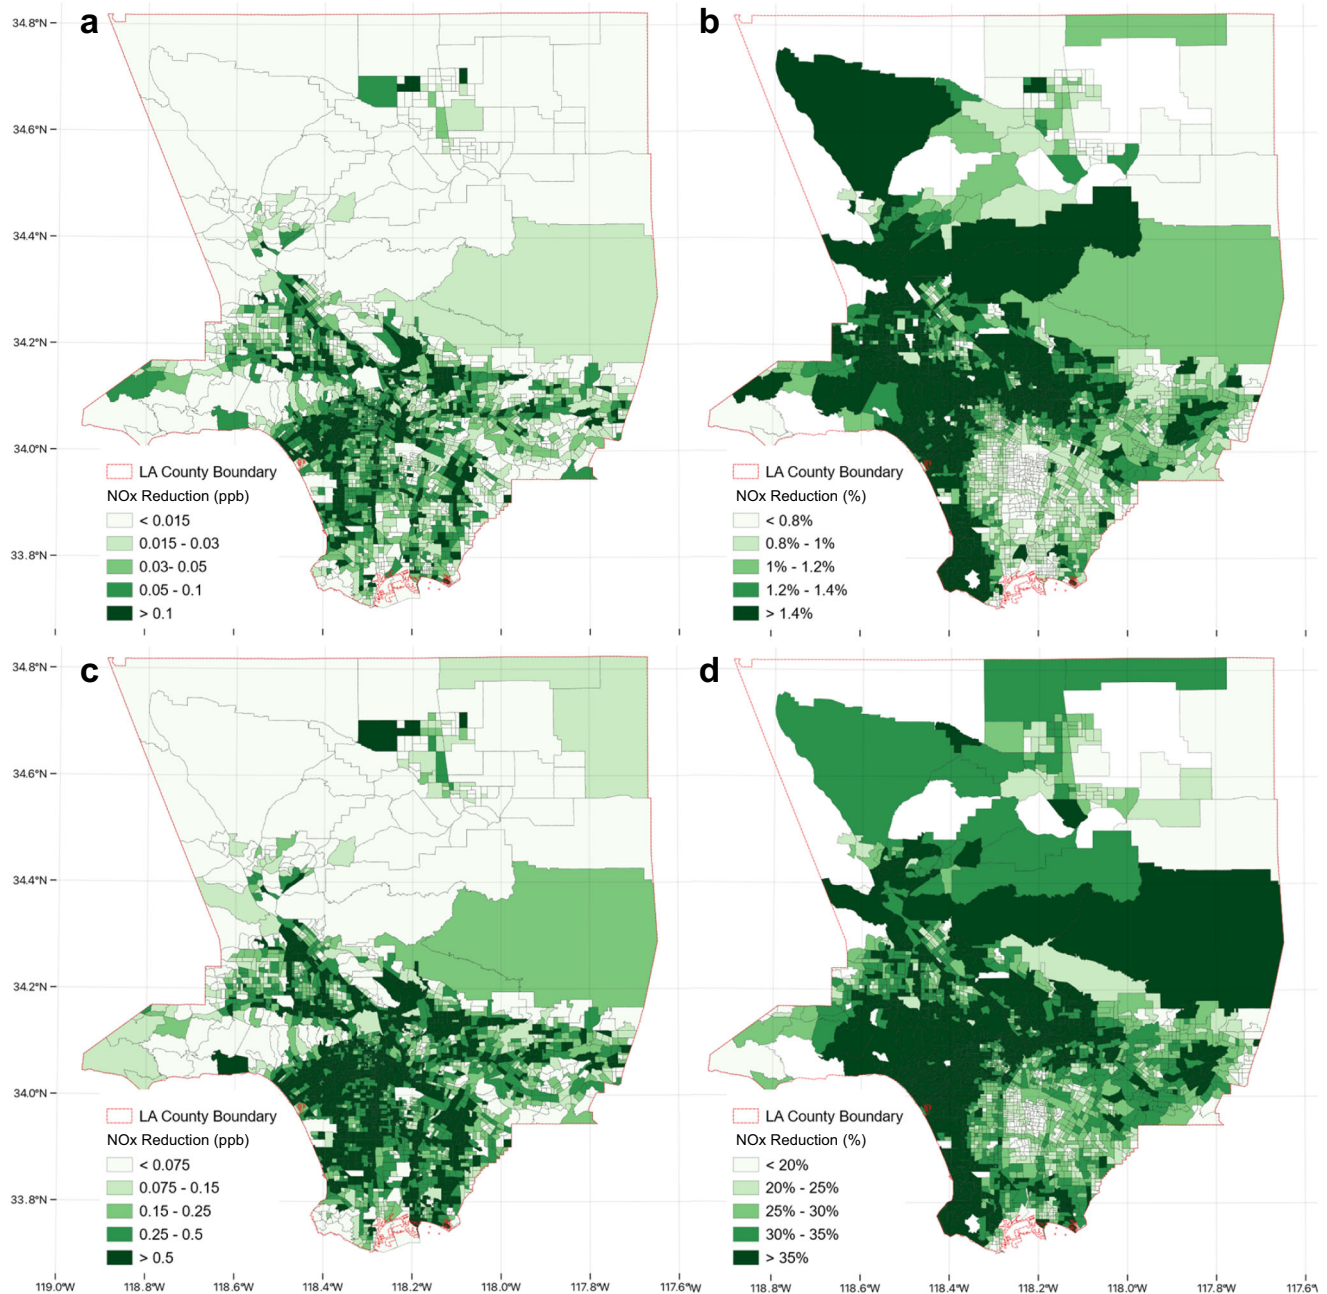 a
b
34.8°N
34.6°N
34.4°N
34.2°N
34.0°N
33.8°N
LA County Boundary
NOx Reduction (ppb)
< 0.015
0.015 - 0.03
0.03- 0.05
0.05 - 0.1
> 0.1
LA County Boundary
NOx Reduction (%)
< 0.8%
0.8% - 1%
1% - 1.2%
1.2% - 1.4%
> 1.4%
c
d
34.8°N
34.6°N
34.4°N
34.2°N
34.0°N
33.8°N
LA County Boundary
NOx Reduction (ppb)
< 0.075
0.075 - 0.15
0.15 - 0.25
0.25 - 0.5
> 0.5
LA County Boundary
NOx Reduction (%)
< 20%
20% - 25%
25% - 30%
30% - 35%
> 35%
119.0°W 118.8°W 118.6°W 118.4°W 118.2°W 118.0°W 117.8°W 117.6°W 118.8°W 118.6°W 118.4°W 118.2°W 118.0°W 117.8°W 117.6°W